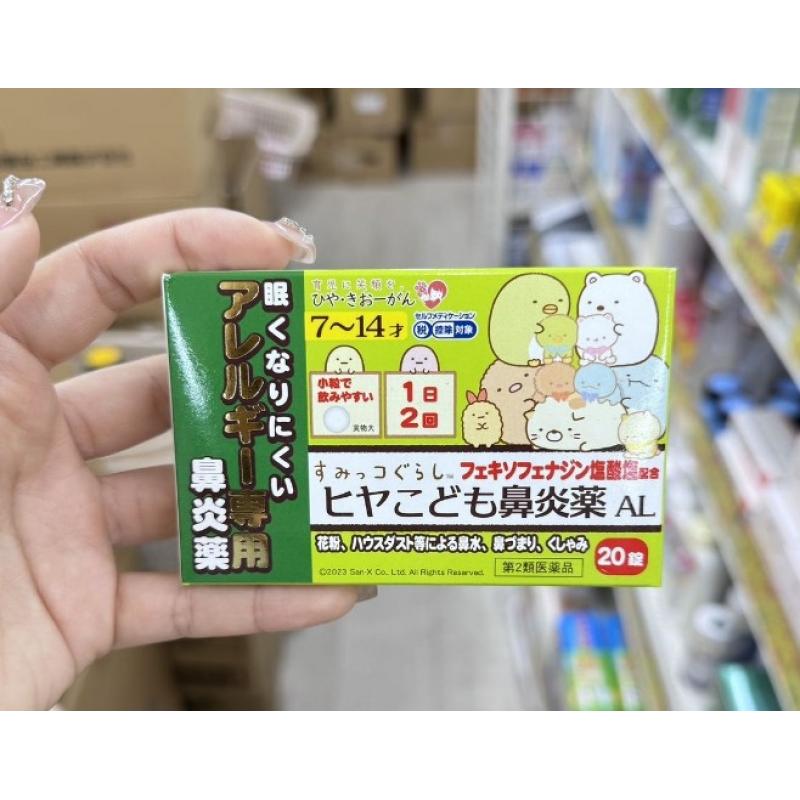 眠くなりにくい
アレルギー専用
鼻炎薬
育児に笑顔を、
ひや・きおーがん
7〜14才
セルフメディケーション
税 控除 対象
小粒で
飲みやすい
実物大
1日
2回
すみっコぐらし™
フェキソフェナジン塩酸塩配合
ヒヤこども鼻炎薬 AL
花粉、ハウスダスト等による鼻水、鼻づまり、くしゃみ
20錠
©2023 San-X Co., Ltd. All Rights Reserved.
第2類医薬品